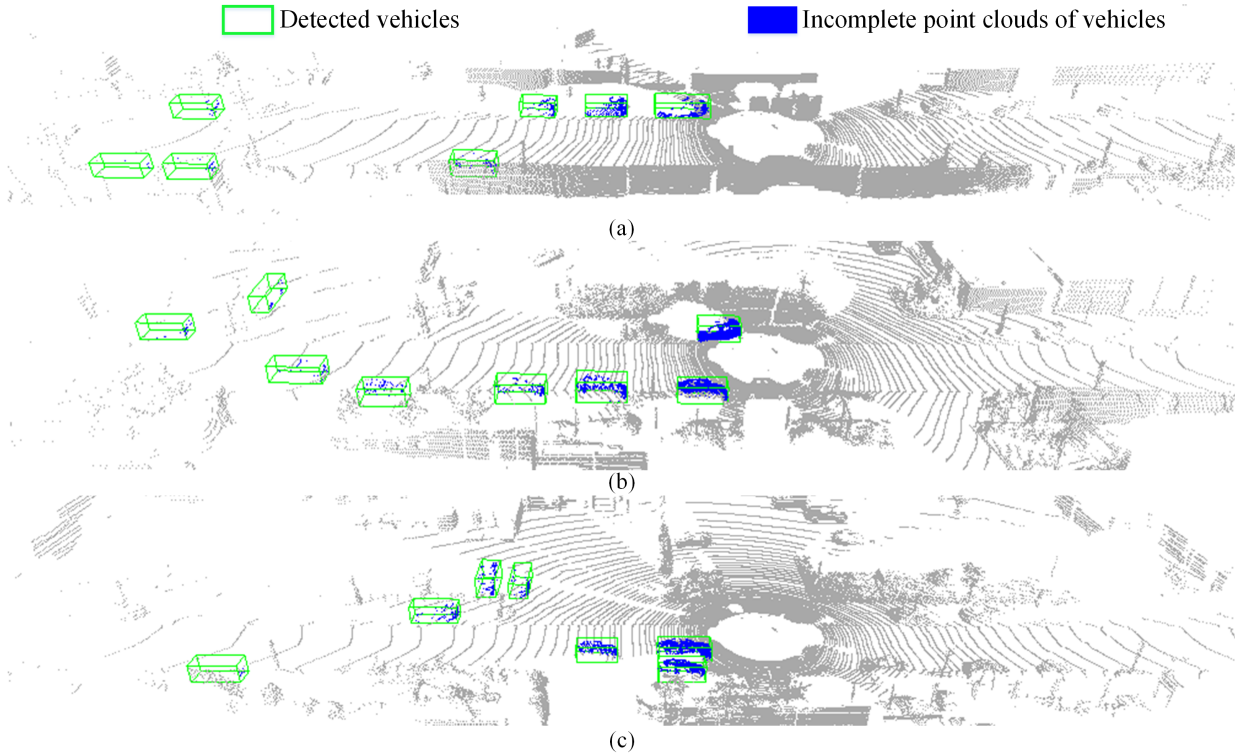 Detected vehicles
Incomplete point clouds of vehicles
(a)
(b)
(c)